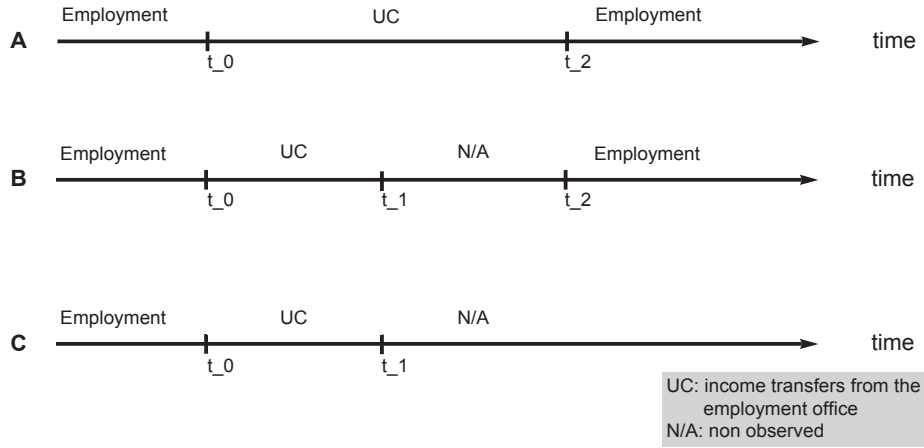 Employment UC Employment
A time
t_0 t_2
Employment UC N/A Employment
B time
t_0 t_1 t_2
Employment UC N/A
C time
t_0 t_1
UC: income transfers from the
employment office
N/A: non observed